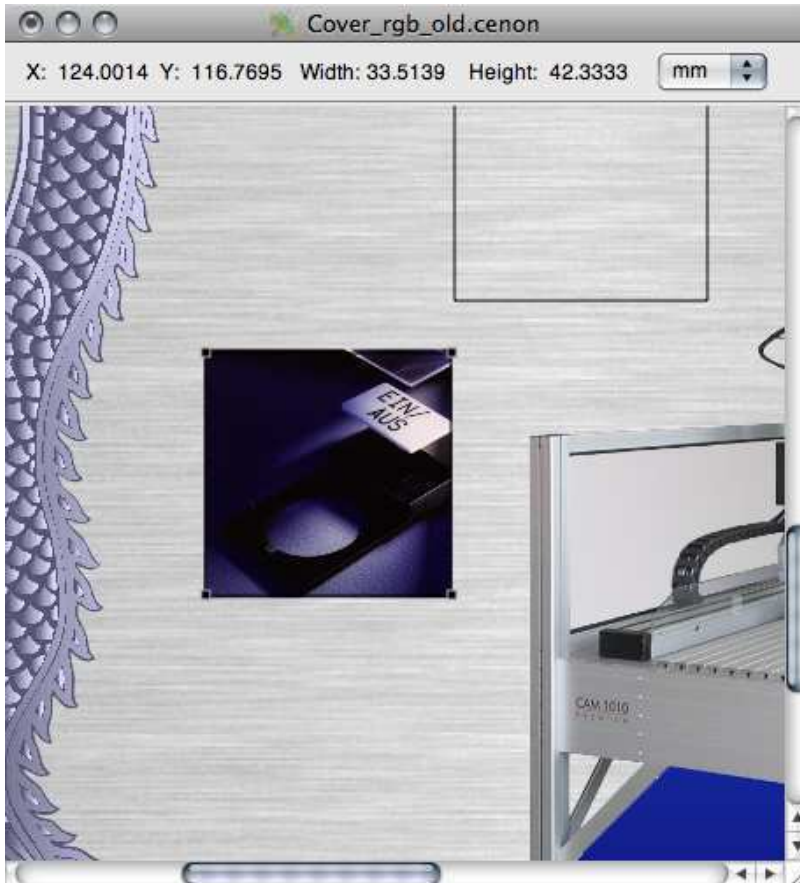 Cover_rgb_old.cenon
X: 124.0014 Y: 116.7695 Width: 33.5139 Height: 42.3333 mm
EIN/
AUS
CAM 1010